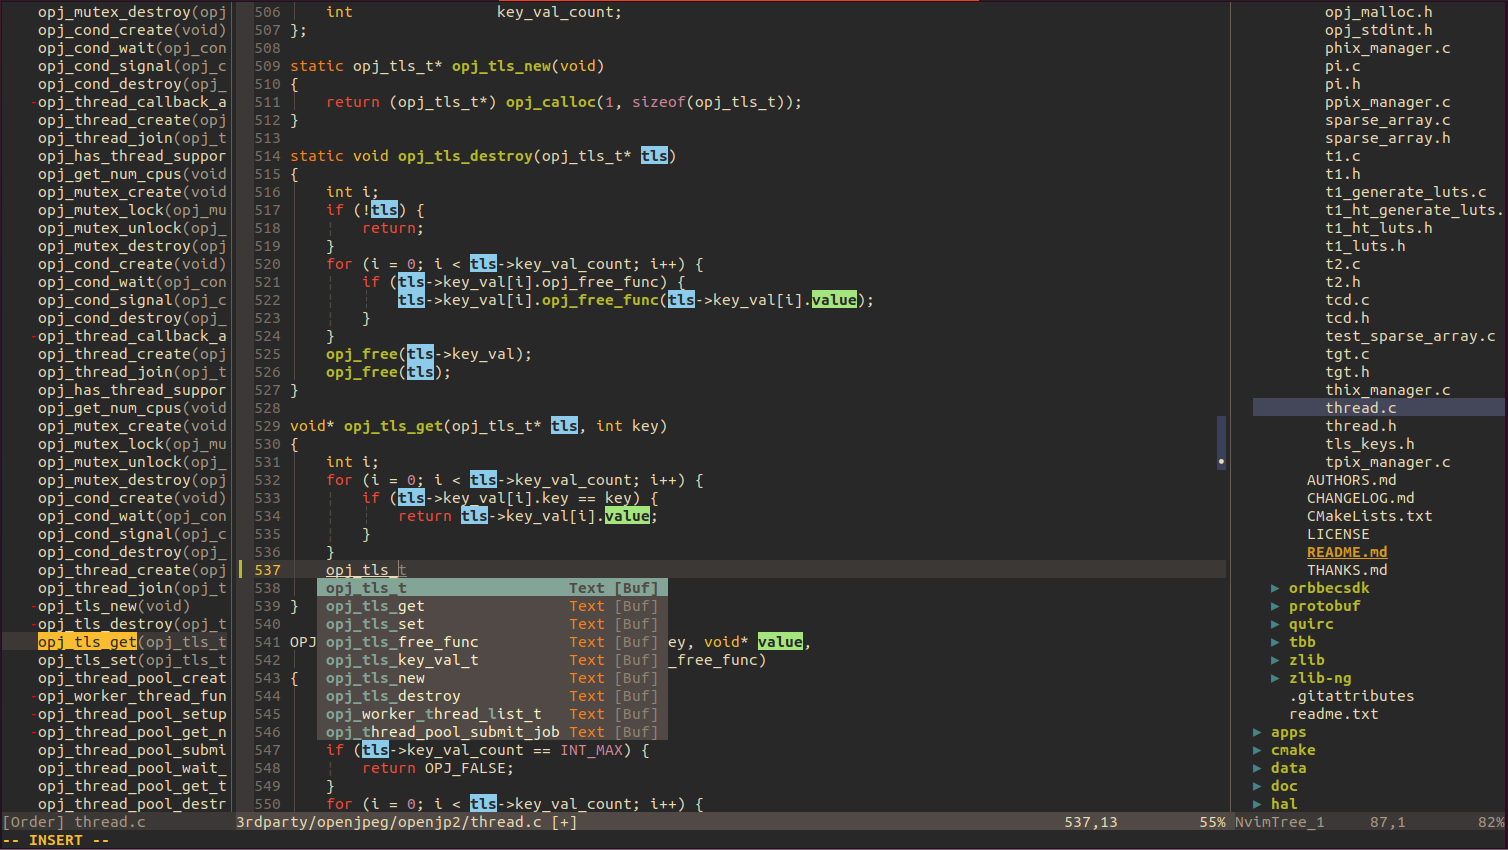 opj_mutex_destroy(opj
opj_cond_create(void)
opj_cond_wait(opj_con
opj_cond_signal(opj_c
opj_cond_destroy(opj_
-opj_thread_callback_a
opj_thread_create(opj
opj_thread_join(opj_t
opj_has_thread_suppor
opj_get_num_cpus(void
opj_mutex_create(void
opj_mutex_lock(opj_mu
opj_mutex_unlock(opj_
opj_mutex_destroy(opj
opj_cond_create(void)
opj_cond_wait(opj_con
opj_cond_signal(opj_c
opj_cond_destroy(opj_
-opj_thread_callback_a
opj_thread_create(opj
opj_thread_join(opj_t
opj_has_thread_suppor
opj_get_num_cpus(void
opj_mutex_create(void
opj_mutex_lock(opj_mu
opj_mutex_unlock(opj_
opj_mutex_destroy(opj
opj_cond_create(void)
opj_cond_wait(opj_con
opj_cond_signal(opj_c
opj_cond_destroy(opj_
opj_thread_create(opj
opj_thread_join(opj_t
-opj_tls_new(void)
-opj_tls_destroy(opj_t
opj_tls_get(opj_tls_t
opj_tls_set(opj_tls_t
opj_thread_pool_creat
-opj_worker_thread_fun
-opj_thread_pool_setup
-opj_thread_pool_get_n
opj_thread_pool_submi
opj_thread_pool_wait_
opj_thread_pool_get_t
opj_thread_pool_destr
[Order] thread.c
506     int                key_val_count;
507 };
508
509 static opj_tls_t* opj_tls_new(void)
510 {
511     return (opj_tls_t*) opj_calloc(1, sizeof(opj_tls_t));
512 }
513
514 static void opj_tls_destroy(opj_tls_t* tls)
515 {
516     int i;
517     if (!tls) {
518         return;
519     }
520     for (i = 0; i < tls->key_val_count; i++) {
521         if (tls->key_val[i].opj_free_func) {
522             tls->key_val[i].opj_free_func(tls->key_val[i].value);
523         }
524     }
525     opj_free(tls->key_val);
526     opj_free(tls);
527 }
528
529 void* opj_tls_get(opj_tls_t* tls, int key)
530 {
531     int i;
532     for (i = 0; i < tls->key_val_count; i++) {
533         if (tls->key_val[i].key == key) {
534             return tls->key_val[i].value;
535         }
536     }
537     opj_tls_t
538 opj_tls_t Text [Buf]
539 } opj_tls_get Text [Buf]
540 opj_tls_set Text [Buf]
541 OPJ opj_tls_free_func Text [Buf] ey, void* value,
542 opj_tls_key_val_t Text [Buf] _free_func)
543 { opj_tls_new Text [Buf]
544 opj_tls_destroy Text [Buf]
545 opj_worker_thread_list_t Text [Buf]
546 opj_thread_pool_submit_job Text [Buf]
547     if (tls->key_val_count == INT_MAX) {
548         return OPJ_FALSE;
549     }
550     for (i = 0; i < tls->key_val_count; i++) {
3rdparty/openjpeg/openjp2/thread.c [+] 537,13 55%
opj_malloc.h
opj_stdint.h
phix_manager.c
pi.c
pi.h
ppix_manager.c
sparse_array.c
sparse_array.h
t1.c
t1.h
t1_generate_luts.c
t1_ht_generate_luts.
t1_ht_luts.h
t1_luts.h
t2.c
t2.h
tcd.c
tcd.h
test_sparse_array.c
tgt.c
tgt.h
thix_manager.c
thread.c
thread.h
tls_keys.h
tpix_manager.c
AUTHORS.md
CHANGELOG.md
CMakeLists.txt
LICENSE
README.md
THANKS.md
▶ orbbecsdk
▶ protobuf
▶ quirc
▶ tbb
▶ zlib
▶ zlib-ng
.gitattributes
readme.txt
▶ apps
▶ cmake
▶ data
▶ doc
▶ hal
NvimTree_1 87,1 82%
-- INSERT --